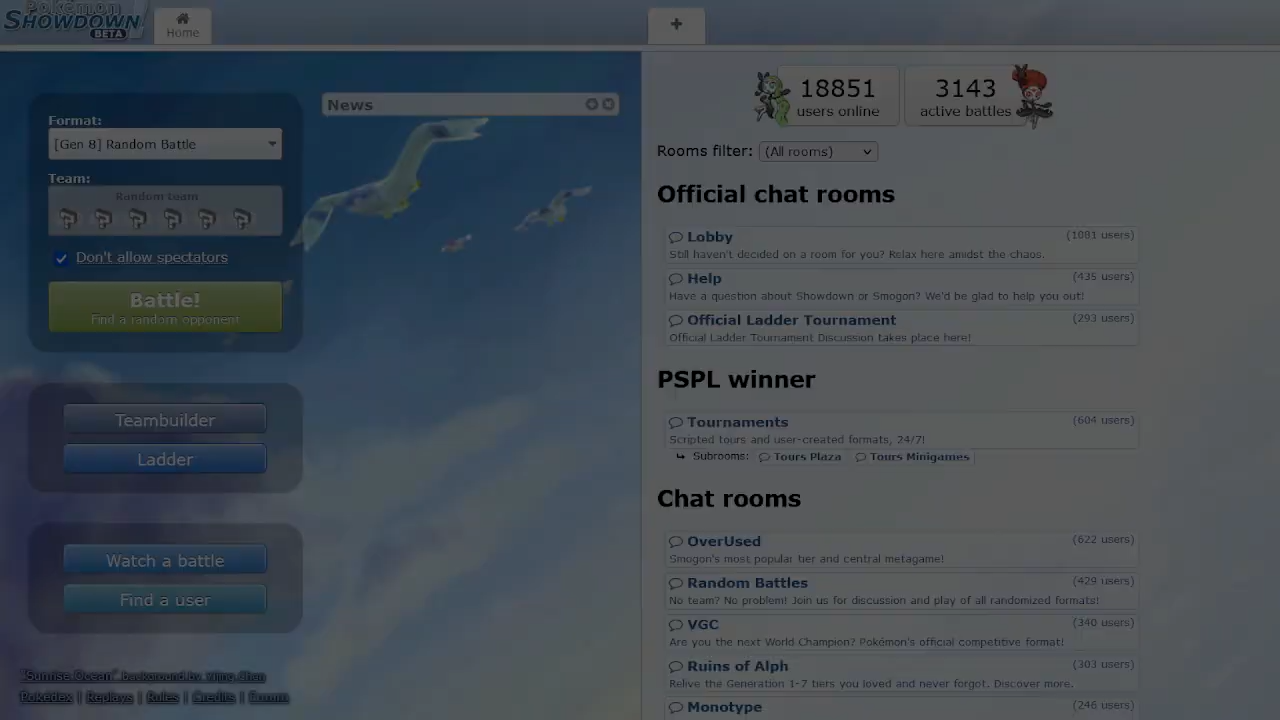 Pokémon
SHOWDOWN
BETA
Home
+
Format:
[Gen 8] Random Battle
Team:
Random team
Don't allow spectators
Battle!
Find a random opponent
Teambuilder
Ladder
Watch a battle
Find a user
"Sunrise Ocean" background by Yiling Chen
Pokédex | Replays | Rules | Credits | Forum
News
18851
users online
3143
active battles
Rooms filter: (All rooms)
Official chat rooms
Lobby (1081 users)
Still haven't decided on a room for you? Relax here amidst the chaos.
Help (435 users)
Have a question about Showdown or Smogon? We'd be glad to help you out!
Official Ladder Tournament (293 users)
Official Ladder Tournament Discussion takes place here!
PSPL winner
Tournaments (604 users)
Scripted tours and user-created formats, 24/7!
Subrooms: Tours Plaza Tours Minigames
Chat rooms
OverUsed (622 users)
Smogon's most popular tier and central metagame!
Random Battles (429 users)
No team? No problem! Join us for discussion and play of all randomized formats!
VGC (340 users)
Are you the next World Champion? Pokémon's official competitive format!
Ruins of Alph (303 users)
Relive the Generation 1-7 tiers you loved and never forgot. Discover more.
Monotype (246 users)